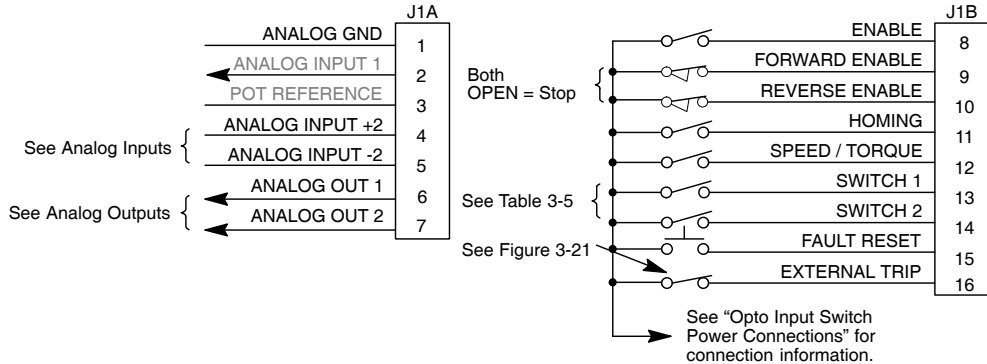 J1A
ANALOG GND
1
ANALOG INPUT 1
2
POT REFERENCE
3
ANALOG INPUT +2
4
See Analog Inputs
ANALOG INPUT -2
5
ANALOG OUT 1
6
See Analog Outputs
ANALOG OUT 2
7
J1B
ENABLE
8
FORWARD ENABLE
9
Both
OPEN = Stop
REVERSE ENABLE
10
HOMING
11
SPEED / TORQUE
12
SWITCH 1
13
See Table 3-5
SWITCH 2
14
See Figure 3-21
FAULT RESET
15
EXTERNAL TRIP
16
See “Opto Input Switch
Power Connections” for
connection information.